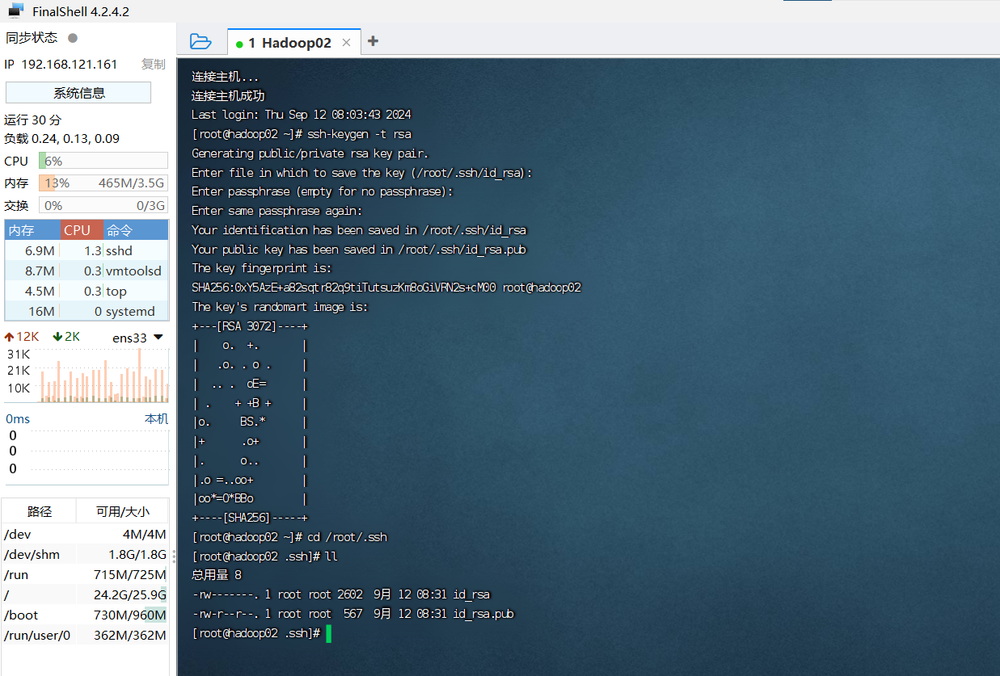 FinalShell 4.2.4.2
同步状态
IP 192.168.121.161 复制
系统信息
运行 30 分
负载 0.24, 0.13, 0.09
CPU 6%
内存 13% 465M/3.5G
交换 0% 0/3G
内存 CPU 命令
6.9M 1.3 sshd
8.7M 0.3 vmtoolsd
4.5M 0.3 top
16M 0 systemd
12K 2K ens33
31K
21K
10K
0ms 本机
0
0
0
路径 可用/大小
/dev 4M/4M
/dev/shm 1.8G/1.8G
/run 715M/725M
/ 24.2G/25.9G
/boot 730M/960M
/run/user/0 362M/362M
1 Hadoop02
连接主机...
连接主机成功
Last login: Thu Sep 12 08:03:43 2024
[root@hadoop02 ~]# ssh-keygen -t rsa
Generating public/private rsa key pair.
Enter file in which to save the key (/root/.ssh/id_rsa):
Enter passphrase (empty for no passphrase):
Enter same passphrase again:
Your identification has been saved in /root/.ssh/id_rsa
Your public key has been saved in /root/.ssh/id_rsa.pub
The key fingerprint is:
SHA256:0xY5AzE+a82sqtr82q9tiTutsuzKm8oGiVRN2s+cM00 root@hadoop02
The key's randomart image is:
+---[RSA 3072]----+
|    o.  +.       |
|   .o. . o .     |
|  .. .  oE=      |
| .    + +B +     |
|o.     BS.*      |
|+      .o+       |
|.      o..       |
|.o =..oo+        |
|oo*=O*BBo        |
+----[SHA256]-----+
[root@hadoop02 ~]# cd /root/.ssh
[root@hadoop02 .ssh]# ll
总用量 8
-rw-------. 1 root root 2602  9月 12 08:31 id_rsa
-rw-r--r--. 1 root root  567  9月 12 08:31 id_rsa.pub
[root@hadoop02 .ssh]#